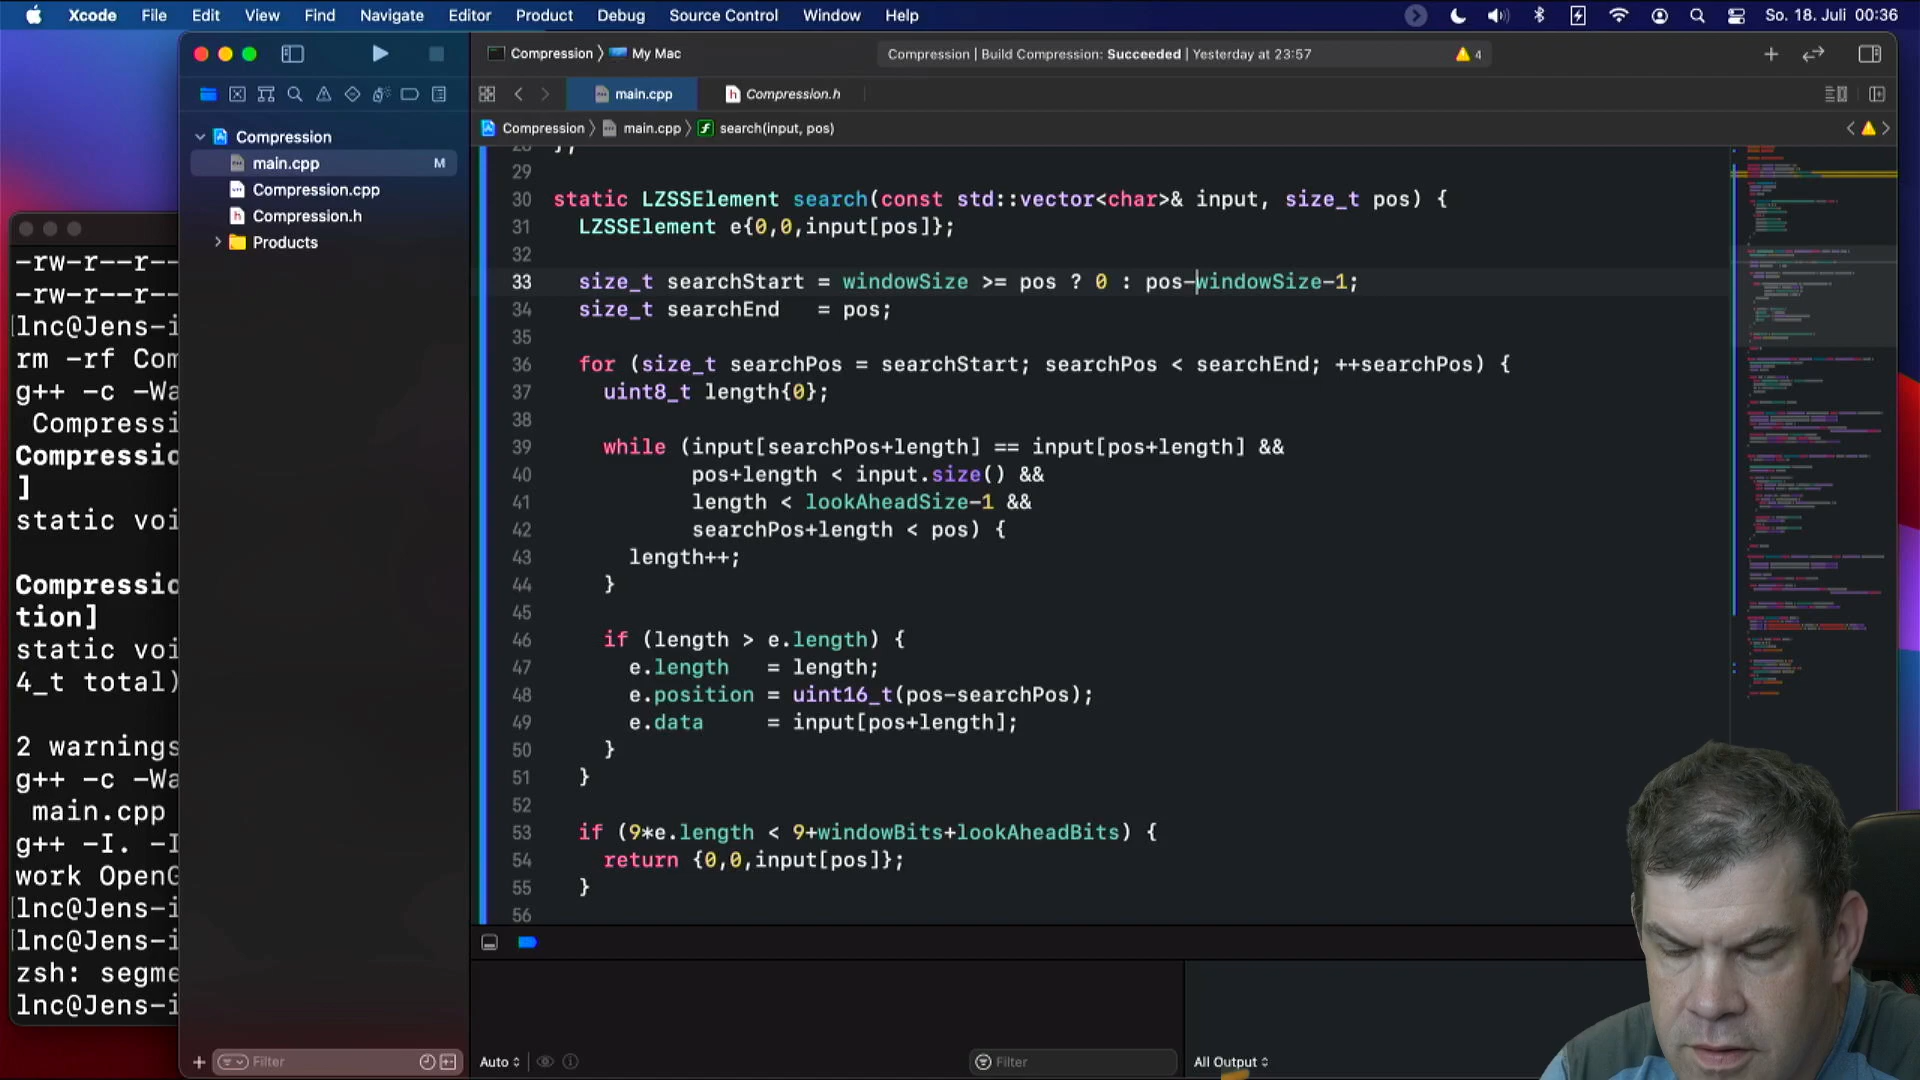 Xcode File Edit View Find Navigate Editor Product Debug Source Control Window Help So. 18. Juli 00:36
Compression My Mac
Compression | Build Compression: Succeeded | Yesterday at 23:57 4
main.cpp Compression.h
Compression main.cpp search(input, pos)
Compression
main.cpp M
Compression.cpp
Compression.h
Products
-rw-r--r--
-rw-r--r--
lnc@Jens-i
rm -rf Com
g++ -c -Wa
Compressi
Compressio
]
static voi
Compressio
tion]
static voi
4_t total)
2 warnings
g++ -c -Wa
main.cpp
g++ -I. -I
work OpenG
lnc@Jens-i
lnc@Jens-i
zsh: segme
lnc@Jens-i
28 };
29
30 static LZSSElement search(const std::vector<char>& input, size_t pos) {
31 LZSSElement e{0,0,input[pos]};
32
33 size_t searchStart = windowSize >= pos ? 0 : pos-windowSize-1;
34 size_t searchEnd = pos;
35
36 for (size_t searchPos = searchStart; searchPos < searchEnd; ++searchPos) {
37 uint8_t length{0};
38
39 while (input[searchPos+length] == input[pos+length] &&
40 pos+length < input.size() &&
41 length < lookAheadSize-1 &&
42 searchPos+length < pos) {
43 length++;
44 }
45
46 if (length > e.length) {
47 e.length = length;
48 e.position = uint16_t(pos-searchPos);
49 e.data = input[pos+length];
50 }
51 }
52
53 if (9*e.length < 9+windowBits+lookAheadBits) {
54 return {0,0,input[pos]};
55 }
56
Filter
Auto
Filter
All Output